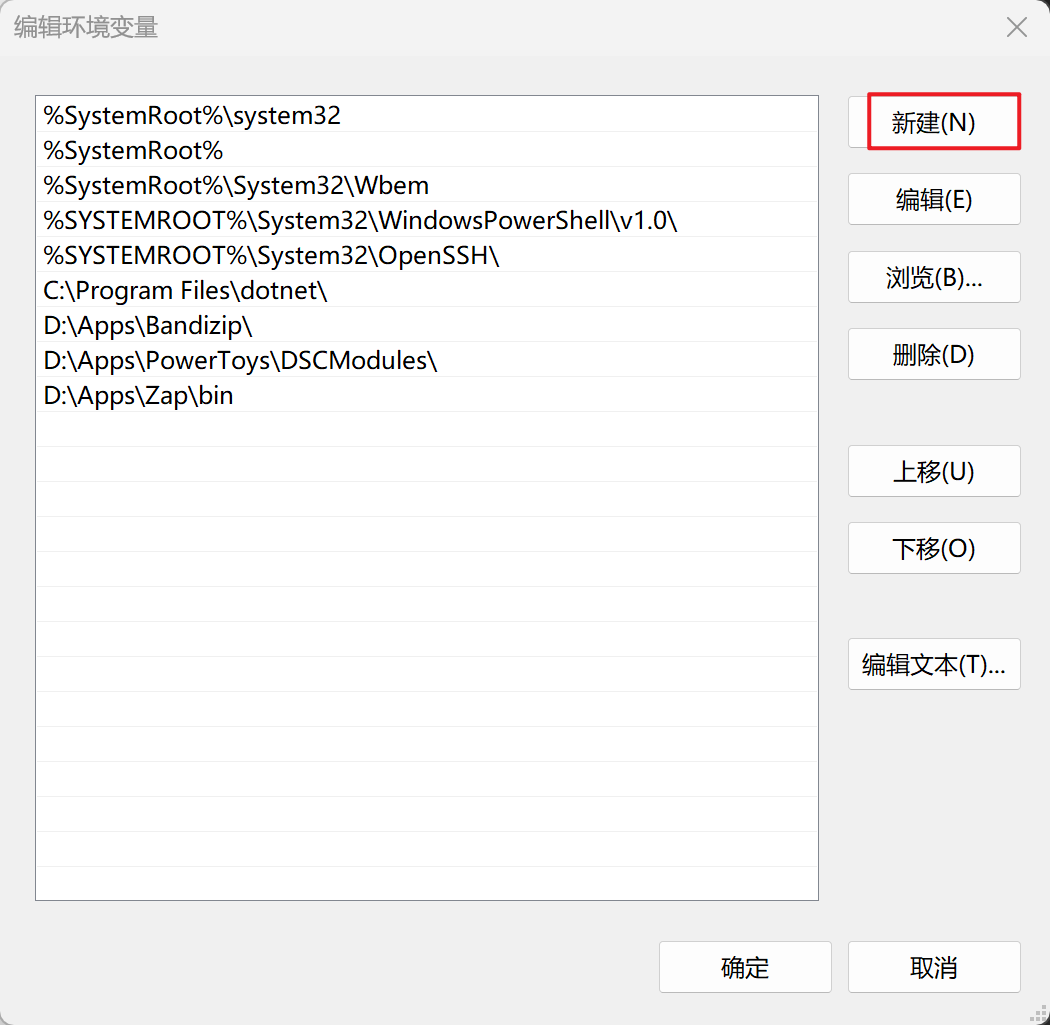 编辑环境变量
%SystemRoot%\system32
%SystemRoot%
%SystemRoot%\System32\Wbem
%SYSTEMROOT%\System32\WindowsPowerShell\v1.0\
%SYSTEMROOT%\System32\OpenSSH\
C:\Program Files\dotnet\
D:\Apps\Bandizip\
D:\Apps\PowerToys\DSCModules\
D:\Apps\Zap\bin
新建(N)
编辑(E)
浏览(B)...
删除(D)
上移(U)
下移(O)
编辑文本(T)...
确定
取消